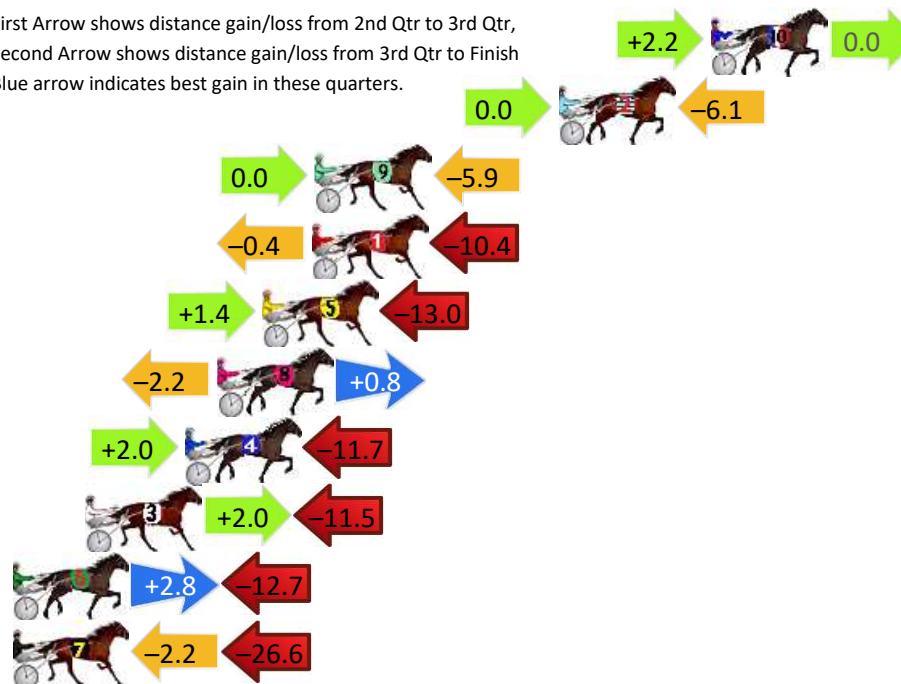 irst Arrow shows distance gain/loss from 2nd Qtr to 3rd Qtr,
econd Arrow shows distance gain/loss from 3rd Qtr to Finish
Blue arrow indicates best gain in these quarters.
+2.2 10 0.0
0.0 2 –6.1
0.0 9 –5.9
–0.4 1 –10.4
+1.4 5 –13.0
–2.2 8 +0.8
+2.0 4 –11.7
3 +2.0 –11.5
6 +2.8 –12.7
7 –2.2 –26.6